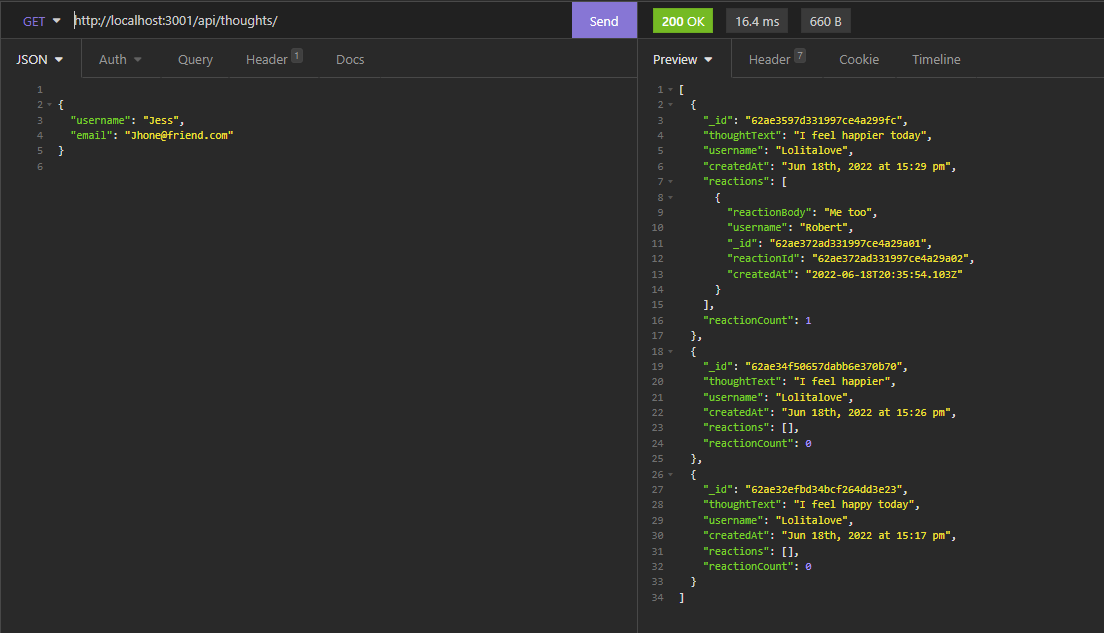 GET http://localhost:3001/api/thoughts/ Send 200 OK 16.4 ms 660 B
JSON Auth Query Header 1 Docs
1
2 {
3 "username": "Jess",
4 "email": "Jhone@friend.com"
5 }
6
Preview Header 7 Cookie Timeline
1 [
2 {
3 "_id": "62ae3597d331997ce4a299fc",
4 "thoughtText": "I feel happier today",
5 "username": "Lolitalove",
6 "createdAt": "Jun 18th, 2022 at 15:29 pm",
7 "reactions": [
8 {
9 "reactionBody": "Me too",
10 "username": "Robert",
11 "_id": "62ae372ad331997ce4a29a01",
12 "reactionId": "62ae372ad331997ce4a29a02",
13 "createdAt": "2022-06-18T20:35:54.103Z"
14 }
15 ],
16 "reactionCount": 1
17 },
18 {
19 "_id": "62ae34f50657dabb6e370b70",
20 "thoughtText": "I feel happier",
21 "username": "Lolitalove",
22 "createdAt": "Jun 18th, 2022 at 15:26 pm",
23 "reactions": [],
24 "reactionCount": 0
25 },
26 {
27 "_id": "62ae32efbd34bcf264dd3e23",
28 "thoughtText": "I feel happy today",
29 "username": "Lolitalove",
30 "createdAt": "Jun 18th, 2022 at 15:17 pm",
31 "reactions": [],
32 "reactionCount": 0
33 }
34 ]